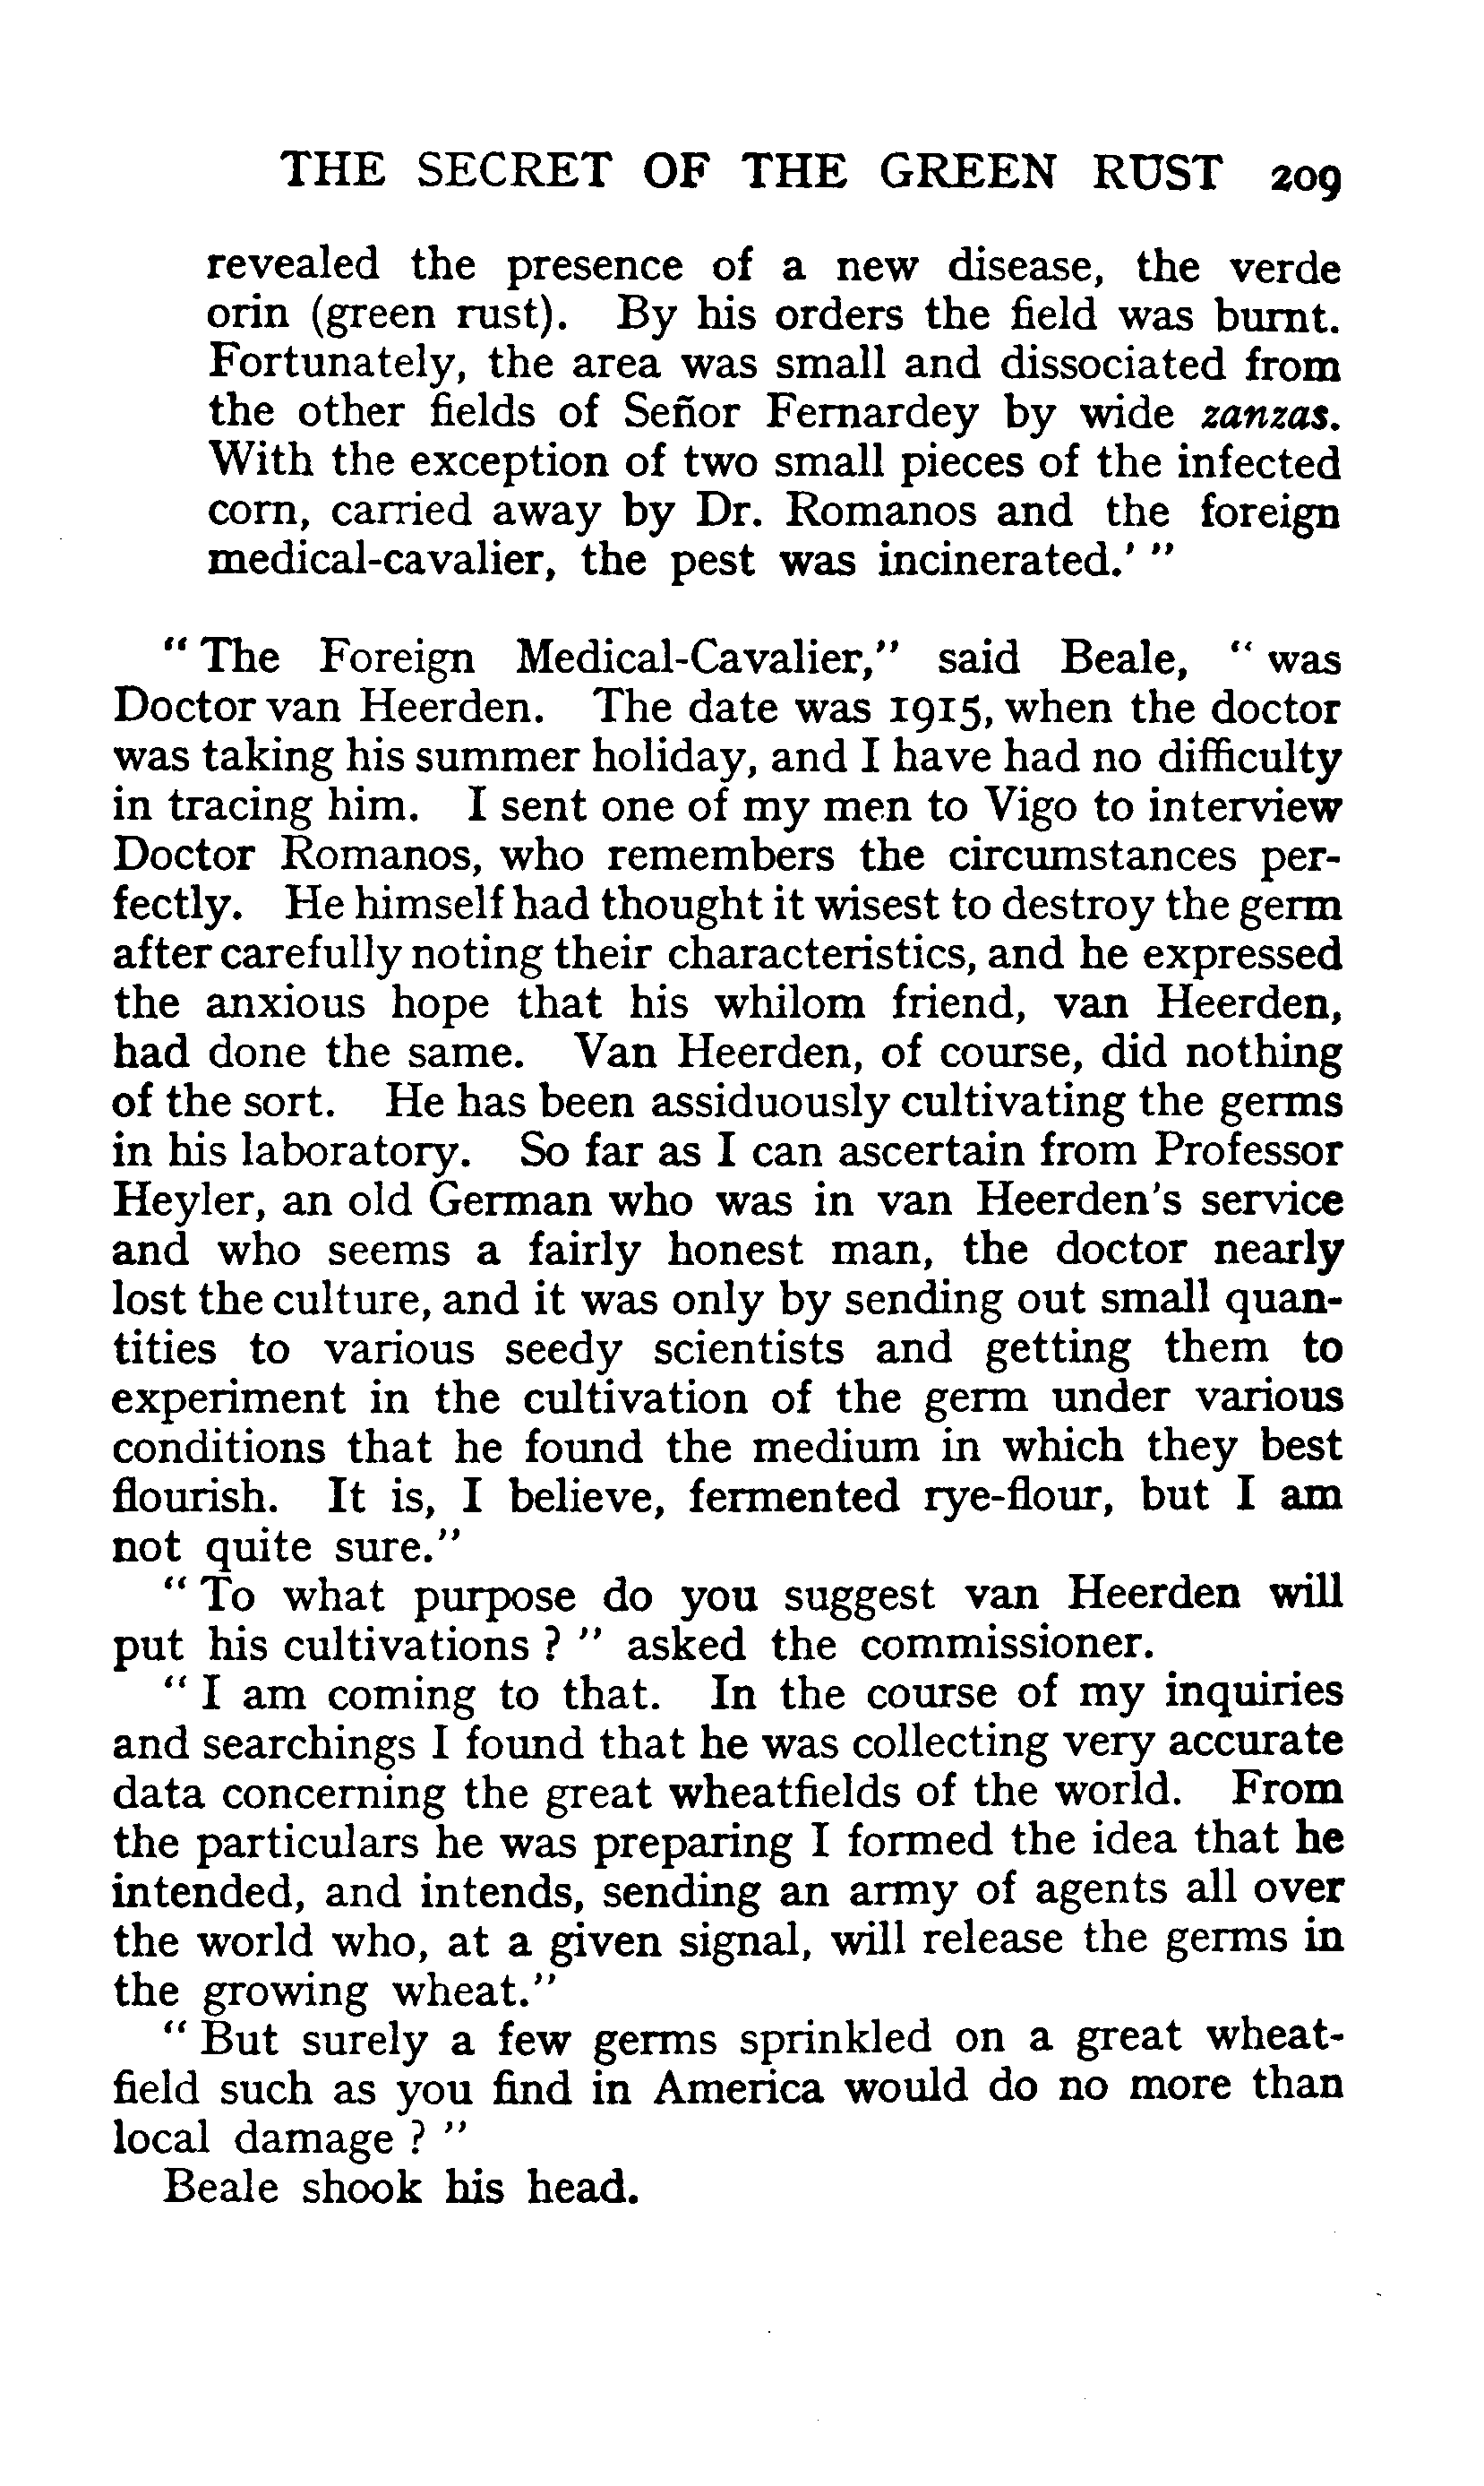 THE SECRET OF THE GREEN RUST 209
revealed the presence of a new disease, the verde
orin (green rust). By his orders the field was burnt.
Fortunately, the area was small and dissociated from
the other fields of Señor Fernardey by wide zanzas.
With the exception of two small pieces of the infected
corn, carried away by Dr. Romanos and the foreign
medical-cavalier, the pest was incinerated.' "
" The Foreign Medical-Cavalier," said Beale, " was
Doctor van Heerden. The date was 1915, when the doctor
was taking his summer holiday, and I have had no difficulty
in tracing him. I sent one of my men to Vigo to interview
Doctor Romanos, who remembers the circumstances per-
fectly. He himself had thought it wisest to destroy the germ
after carefully noting their characteristics, and he expressed
the anxious hope that his whilom friend, van Heerden,
had done the same. Van Heerden, of course, did nothing
of the sort. He has been assiduously cultivating the germs
in his laboratory. So far as I can ascertain from Professor
Heyler, an old German who was in van Heerden's service
and who seems a fairly honest man, the doctor nearly
lost the culture, and it was only by sending out small quan-
tities to various seedy scientists and getting them to
experiment in the cultivation of the germ under various
conditions that he found the medium in which they best
flourish. It is, I believe, fermented rye-flour, but I am
not quite sure."
" To what purpose do you suggest van Heerden will
put his cultivations ? " asked the commissioner.
" I am coming to that. In the course of my inquiries
and searchings I found that he was collecting very accurate
data concerning the great wheatfields of the world. From
the particulars he was preparing I formed the idea that he
intended, and intends, sending an army of agents all over
the world who, at a given signal, will release the germs in
the growing wheat."
" But surely a few germs sprinkled on a great wheat-
field such as you find in America would do no more than
local damage ? "
Beale shook his head.